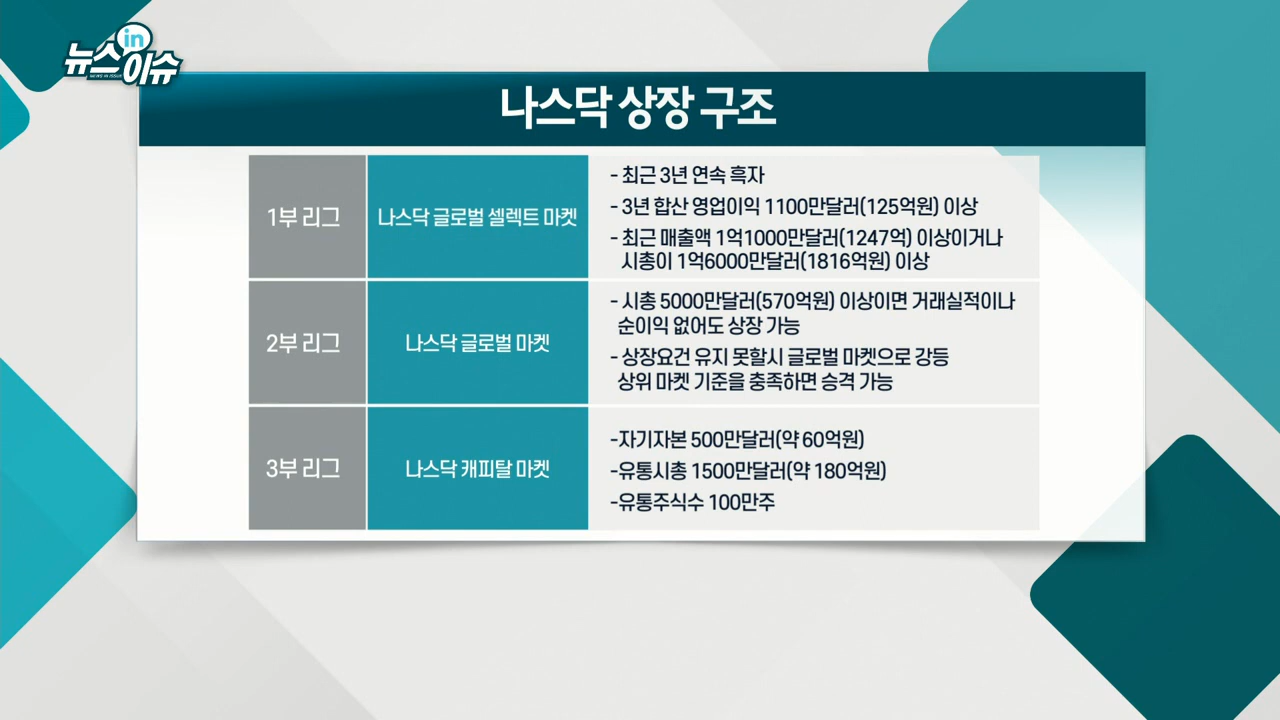 뉴스 in 이슈
NEWS IN ISSUE
나스닥 상장 구조
1부 리그
나스닥 글로벌 셀렉트 마켓
- 최근 3년 연속 흑자
- 3년 합산 영업이익 1100만달러(125억원) 이상
- 최근 매출액 1억1000만달러(1247억) 이상이거나
시총이 1억6000만달러(1816억원) 이상
2부 리그
나스닥 글로벌 마켓
- 시총 5000만달러(570억원) 이상이면 거래실적이나
순이익 없어도 상장 가능
- 상장요건 유지 못할시 글로벌 마켓으로 강등
상위 마켓 기준을 충족하면 승격 가능
3부 리그
나스닥 캐피탈 마켓
-자기자본 500만달러(약 60억원)
-유통시총 1500만달러(약 180억원)
-유통주식수 100만주